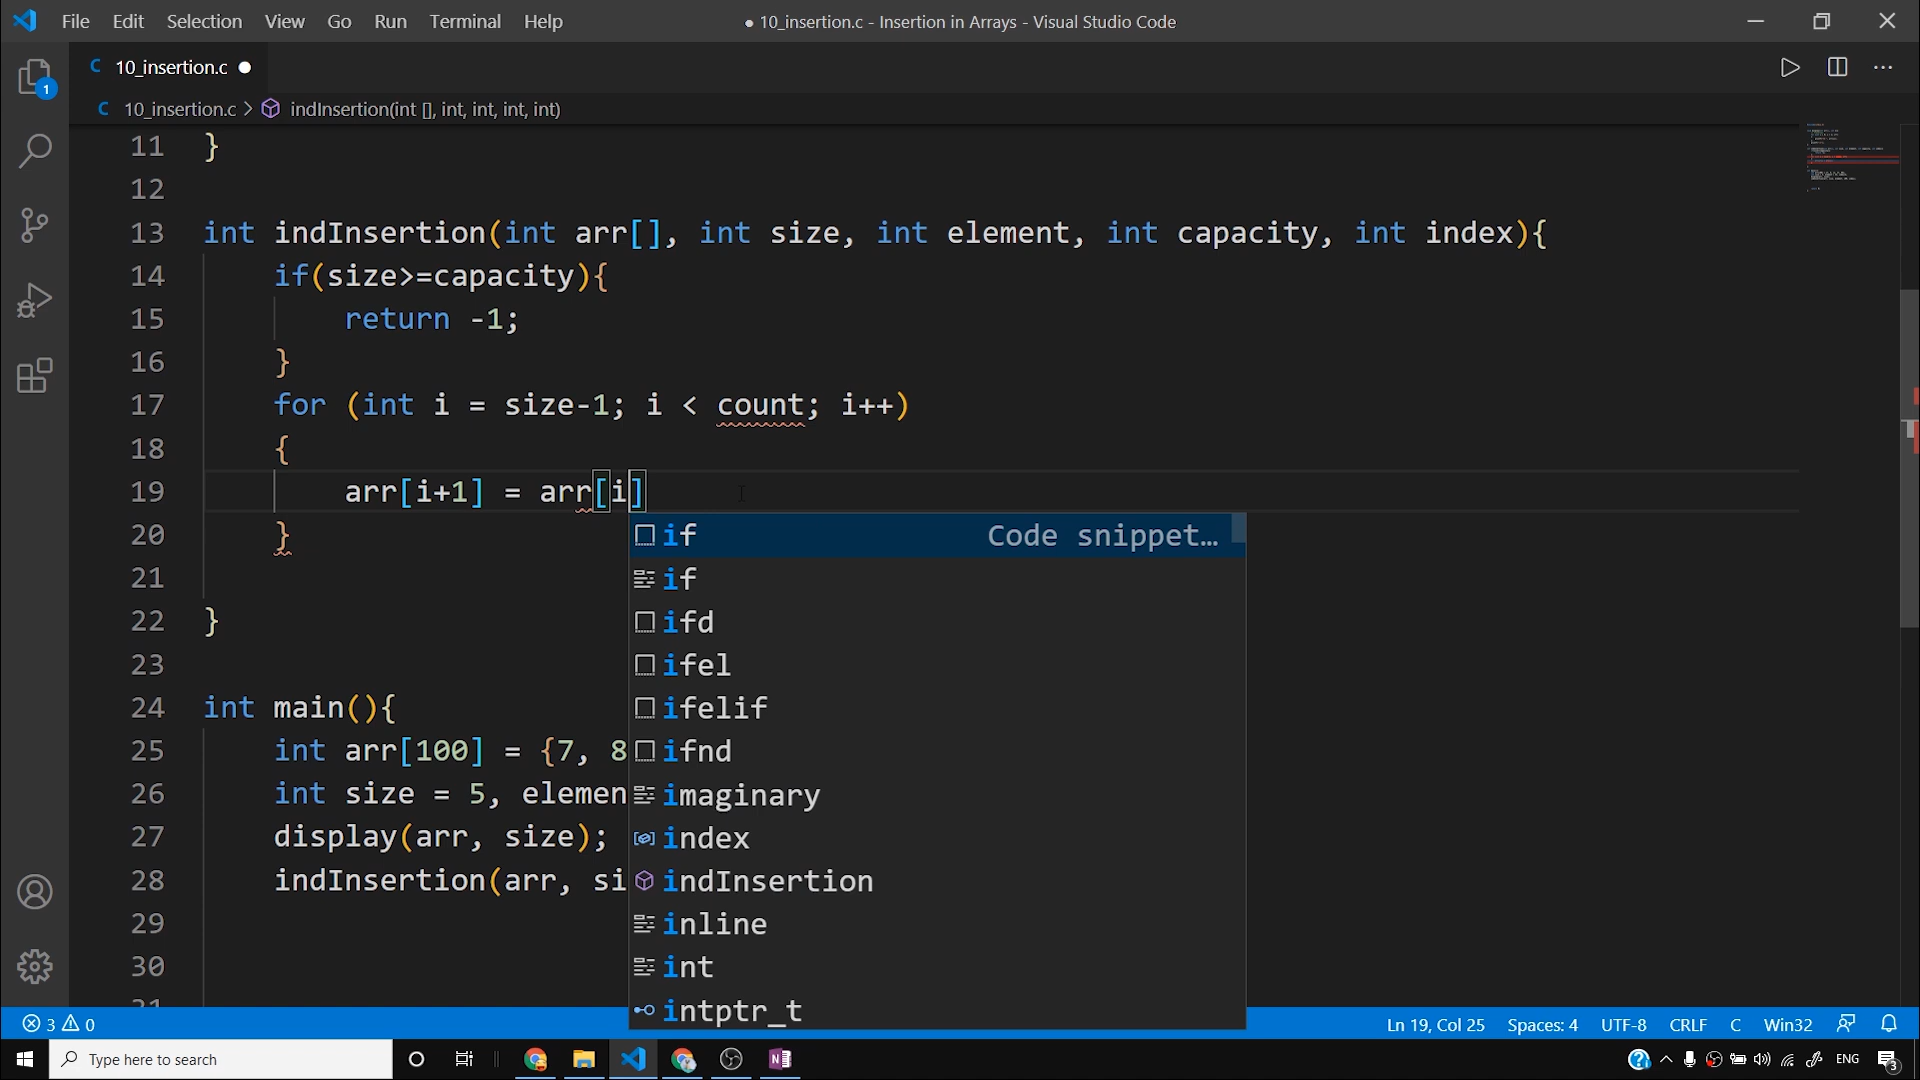 File Edit Selection View Go Run Terminal Help ● 10_insertion.c - Insertion in Arrays - Visual Studio Code
C 10_insertion.c ●
1
C 10_insertion.c > indInsertion(int [], int, int, int, int)
11 }
12
13 int indInsertion(int arr[], int size, int element, int capacity, int index){
14 if(size>=capacity){
15 return -1;
16 }
17 for (int i = size-1; i < count; i++)
18 {
19 arr[i+1] = arr[i]
20 } if Code snippet…
if
21 ifd
22 } ifel
23 ifelif
24 int main(){
25 int arr[100] = {7, 8 ifnd
26 int size = 5, elemen imaginary
27 display(arr, size); index
28 indInsertion(arr, si indInsertion
29 inline
30 int
31 intptr_t
3 0 Ln 19, Col 25 Spaces: 4 UTF-8 CRLF C Win32
Type here to search ENG 3